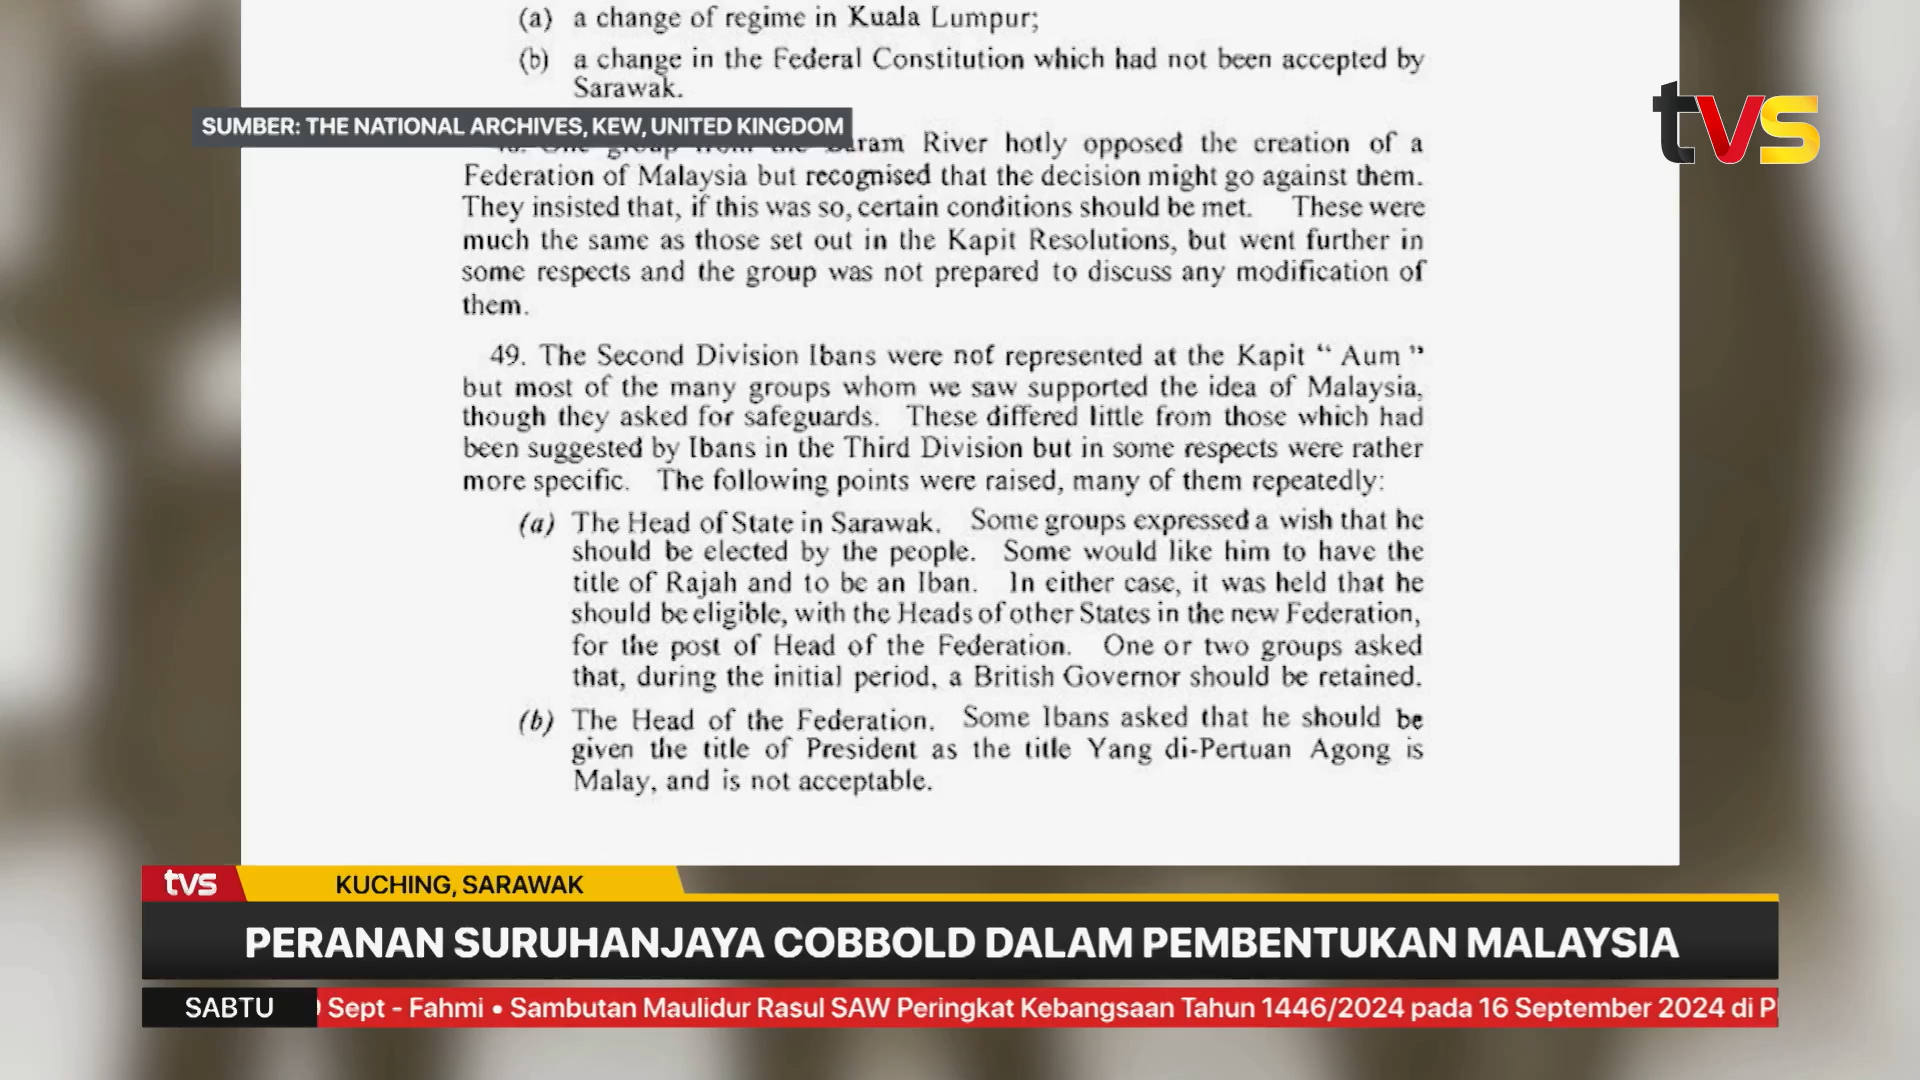 (a) a change of regime in Kuala Lumpur;
(b) a change in the Federal Constitution which had not been accepted by
Sarawak.
tvs
SUMBER: THE NATIONAL ARCHIVES, KEW, UNITED KINGDOM
River hotly opposed the creation of a
Federation of Malaysia but recognised that the decision might go against them.
They insisted that, if this was so, certain conditions should be met. These were
much the same as those set out in the Kapit Resolutions, but went further in
some respects and the group was not prepared to discuss any modification of
them.
49. The Second Division Ibans were not represented at the Kapit “ Aum ”
but most of the many groups whom we saw supported the idea of Malaysia,
though they asked for safeguards. These differed little from those which had
been suggested by Ibans in the Third Division but in some respects were rather
more specific. The following points were raised, many of them repeatedly:
(a) The Head of State in Sarawak. Some groups expressed a wish that he
should be elected by the people. Some would like him to have the
title of Rajah and to be an Iban. In either case, it was held that he
should be eligible, with the Heads of other States in the new Federation,
for the post of Head of the Federation. One or two groups asked
that, during the initial period, a British Governor should be retained.
(b) The Head of the Federation. Some Ibans asked that he should be
given the title of President as the title Yang di-Pertuan Agong is
Malay, and is not acceptable.
tvs KUCHING, SARAWAK
PERANAN SURUHANJAYA COBBOLD DALAM PEMBENTUKAN MALAYSIA
SABTU Sept - Fahmi • Sambutan Maulidur Rasul SAW Peringkat Kebangsaan Tahun 1446/2024 pada 16 September 2024 di P